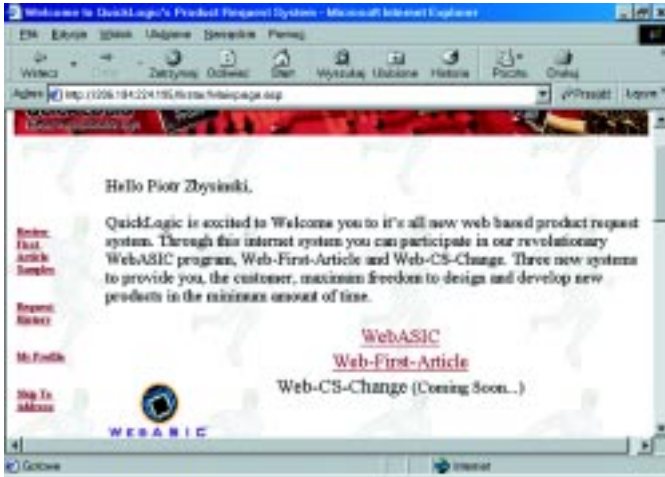 Welcome to QuickLogic's Product Request System - Microsoft Internet Explorer
Plik Edycja Widok Ulubione Narzędzia Pomoc
Wstecz Zatrzymaj Odśwież Start Wyszukaj Ulubione Historia Poczta Drukuj
Adres Przejdź Łącza
Hello Piotr Zbysinski,
QuickLogic is excited to Welcome you to it's all new web based product request
system. Through this internet system you can participate in our revolutionary
WebASIC program, Web-First-Article and Web-CS-Change. Three new systems
to provide you, the customer, maximum freedom to design and develop new
products in the minimum amount of time.
Review
First
Article
Samples
Request
History
My Profile
Ship To
Address
WebASIC
Web-First-Article
Web-CS-Change (Coming Soon...)
WEBASIC
Gotowe Internet